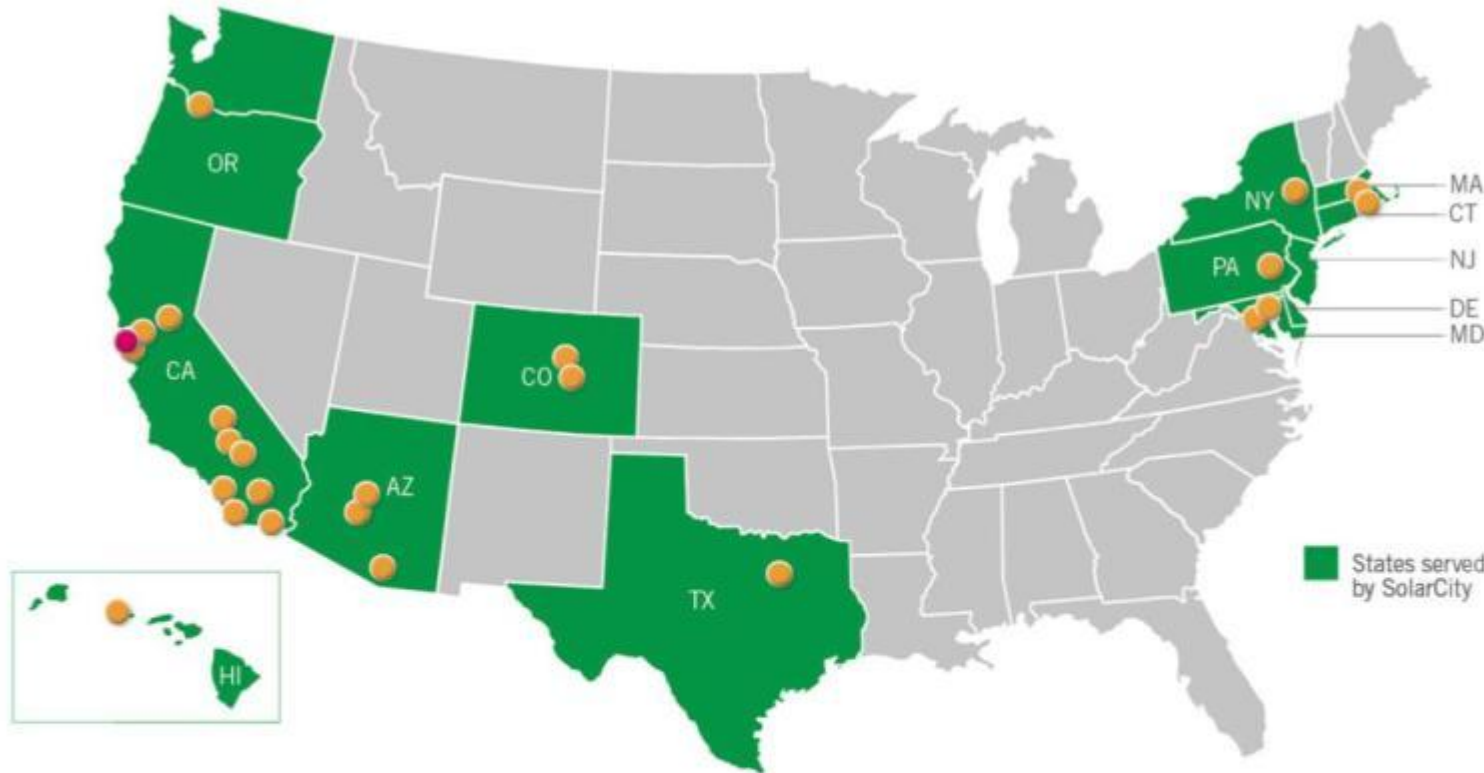 OR
CA
AZ
CO
TX
HI
NY
PA
MA
CT
NJ
DE
MD
States served
by SolarCity